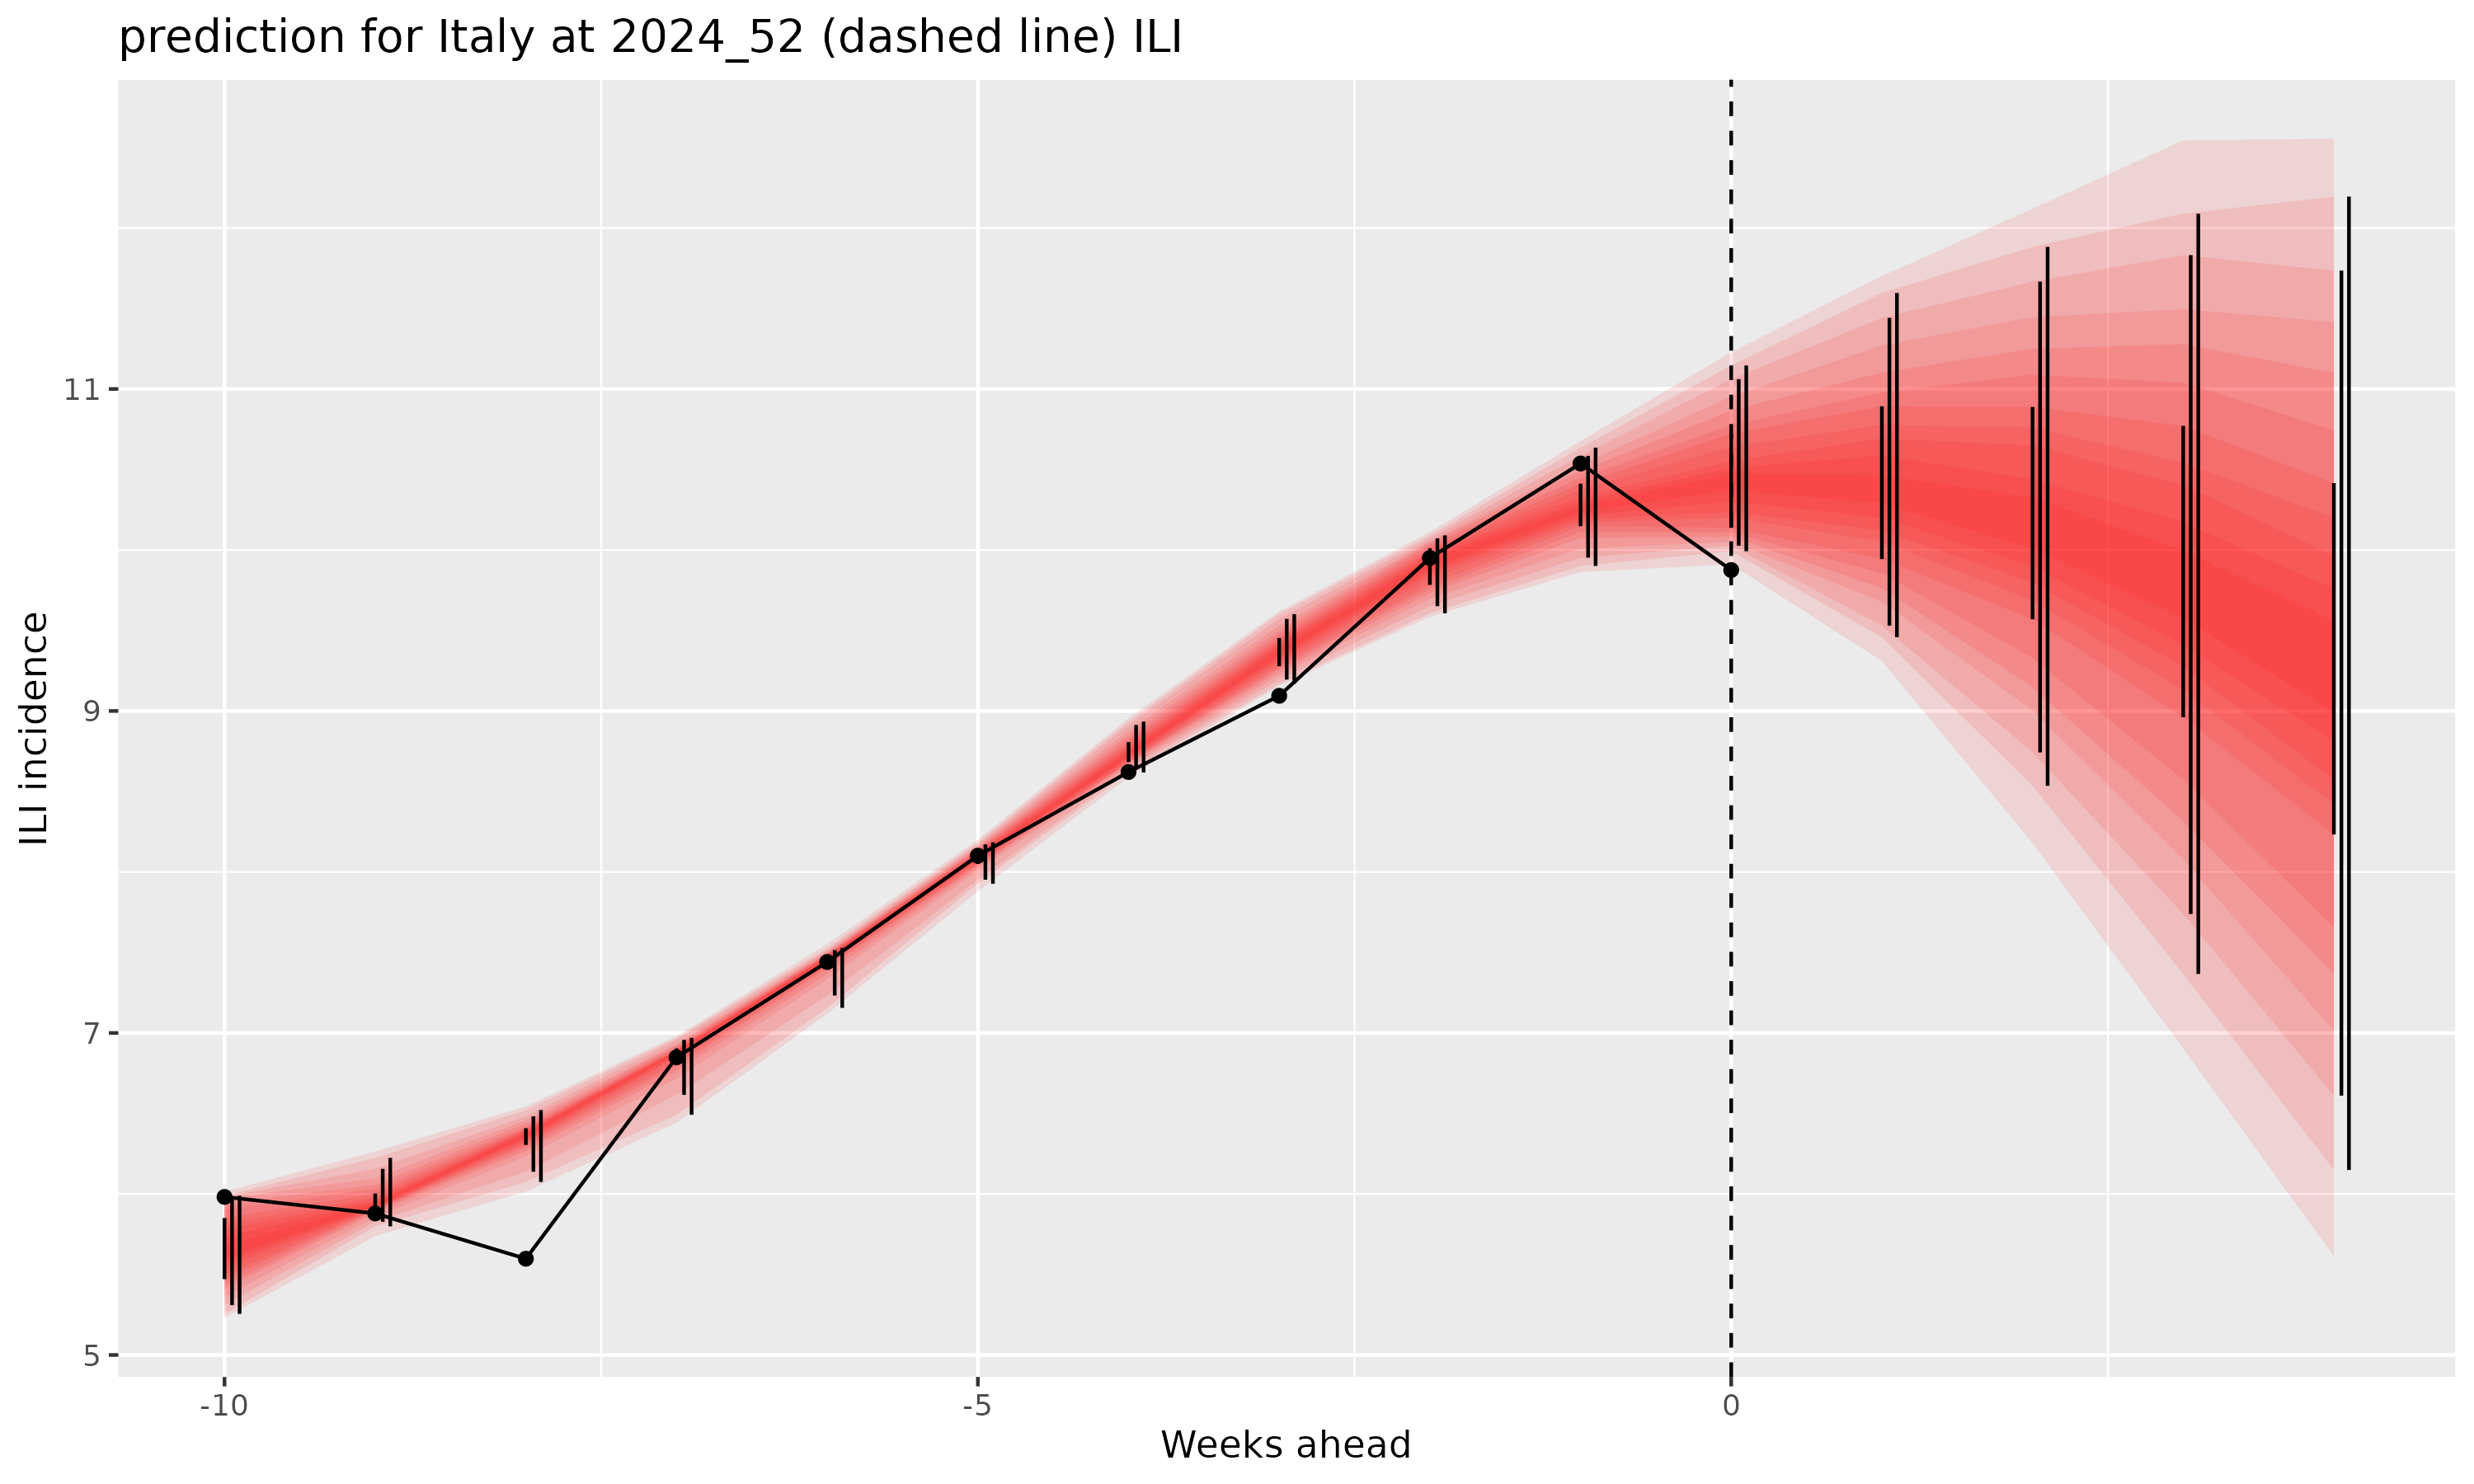 prediction for Italy at 2024_52 (dashed line) ILI
ILI incidence
11
9
7
5
-10
-5
0
Weeks ahead